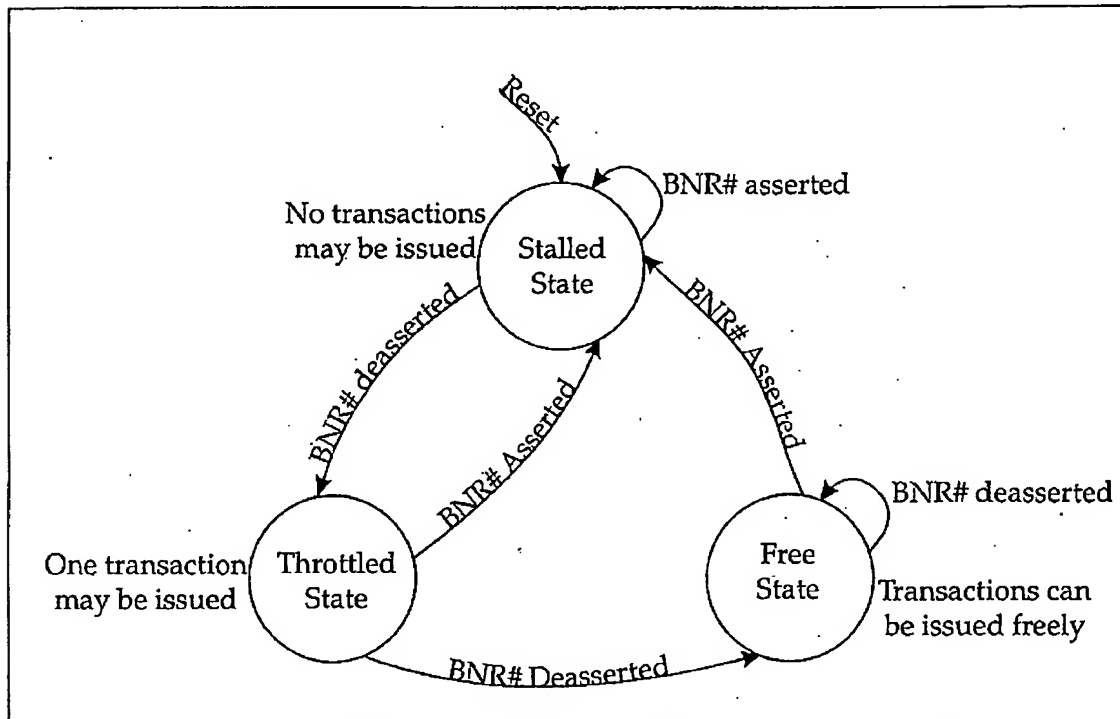 Reset
BNR# asserted
No transactions
may be issued
Stalled
State
BNR# deasserted
BNR# Asserted
BNR# Asserted
BNR# deasserted
One transaction
may be issued
Throttled
State
Free
State
Transactions can
be issued freely
BNR# Deasserted